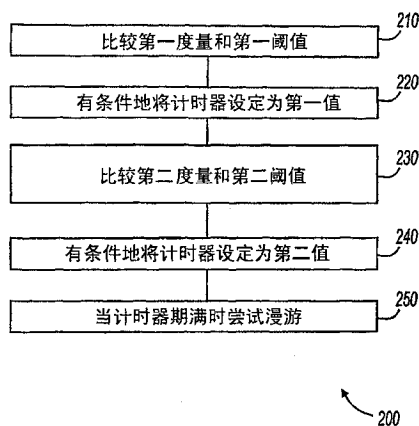 210
比较第一度量和第一阈值
220
有条件地将计时器设定为第一值
230
比较第二度量和第二阈值
240
有条件地将计时器设定为第二值
250
当计时器期满时尝试漫游
200